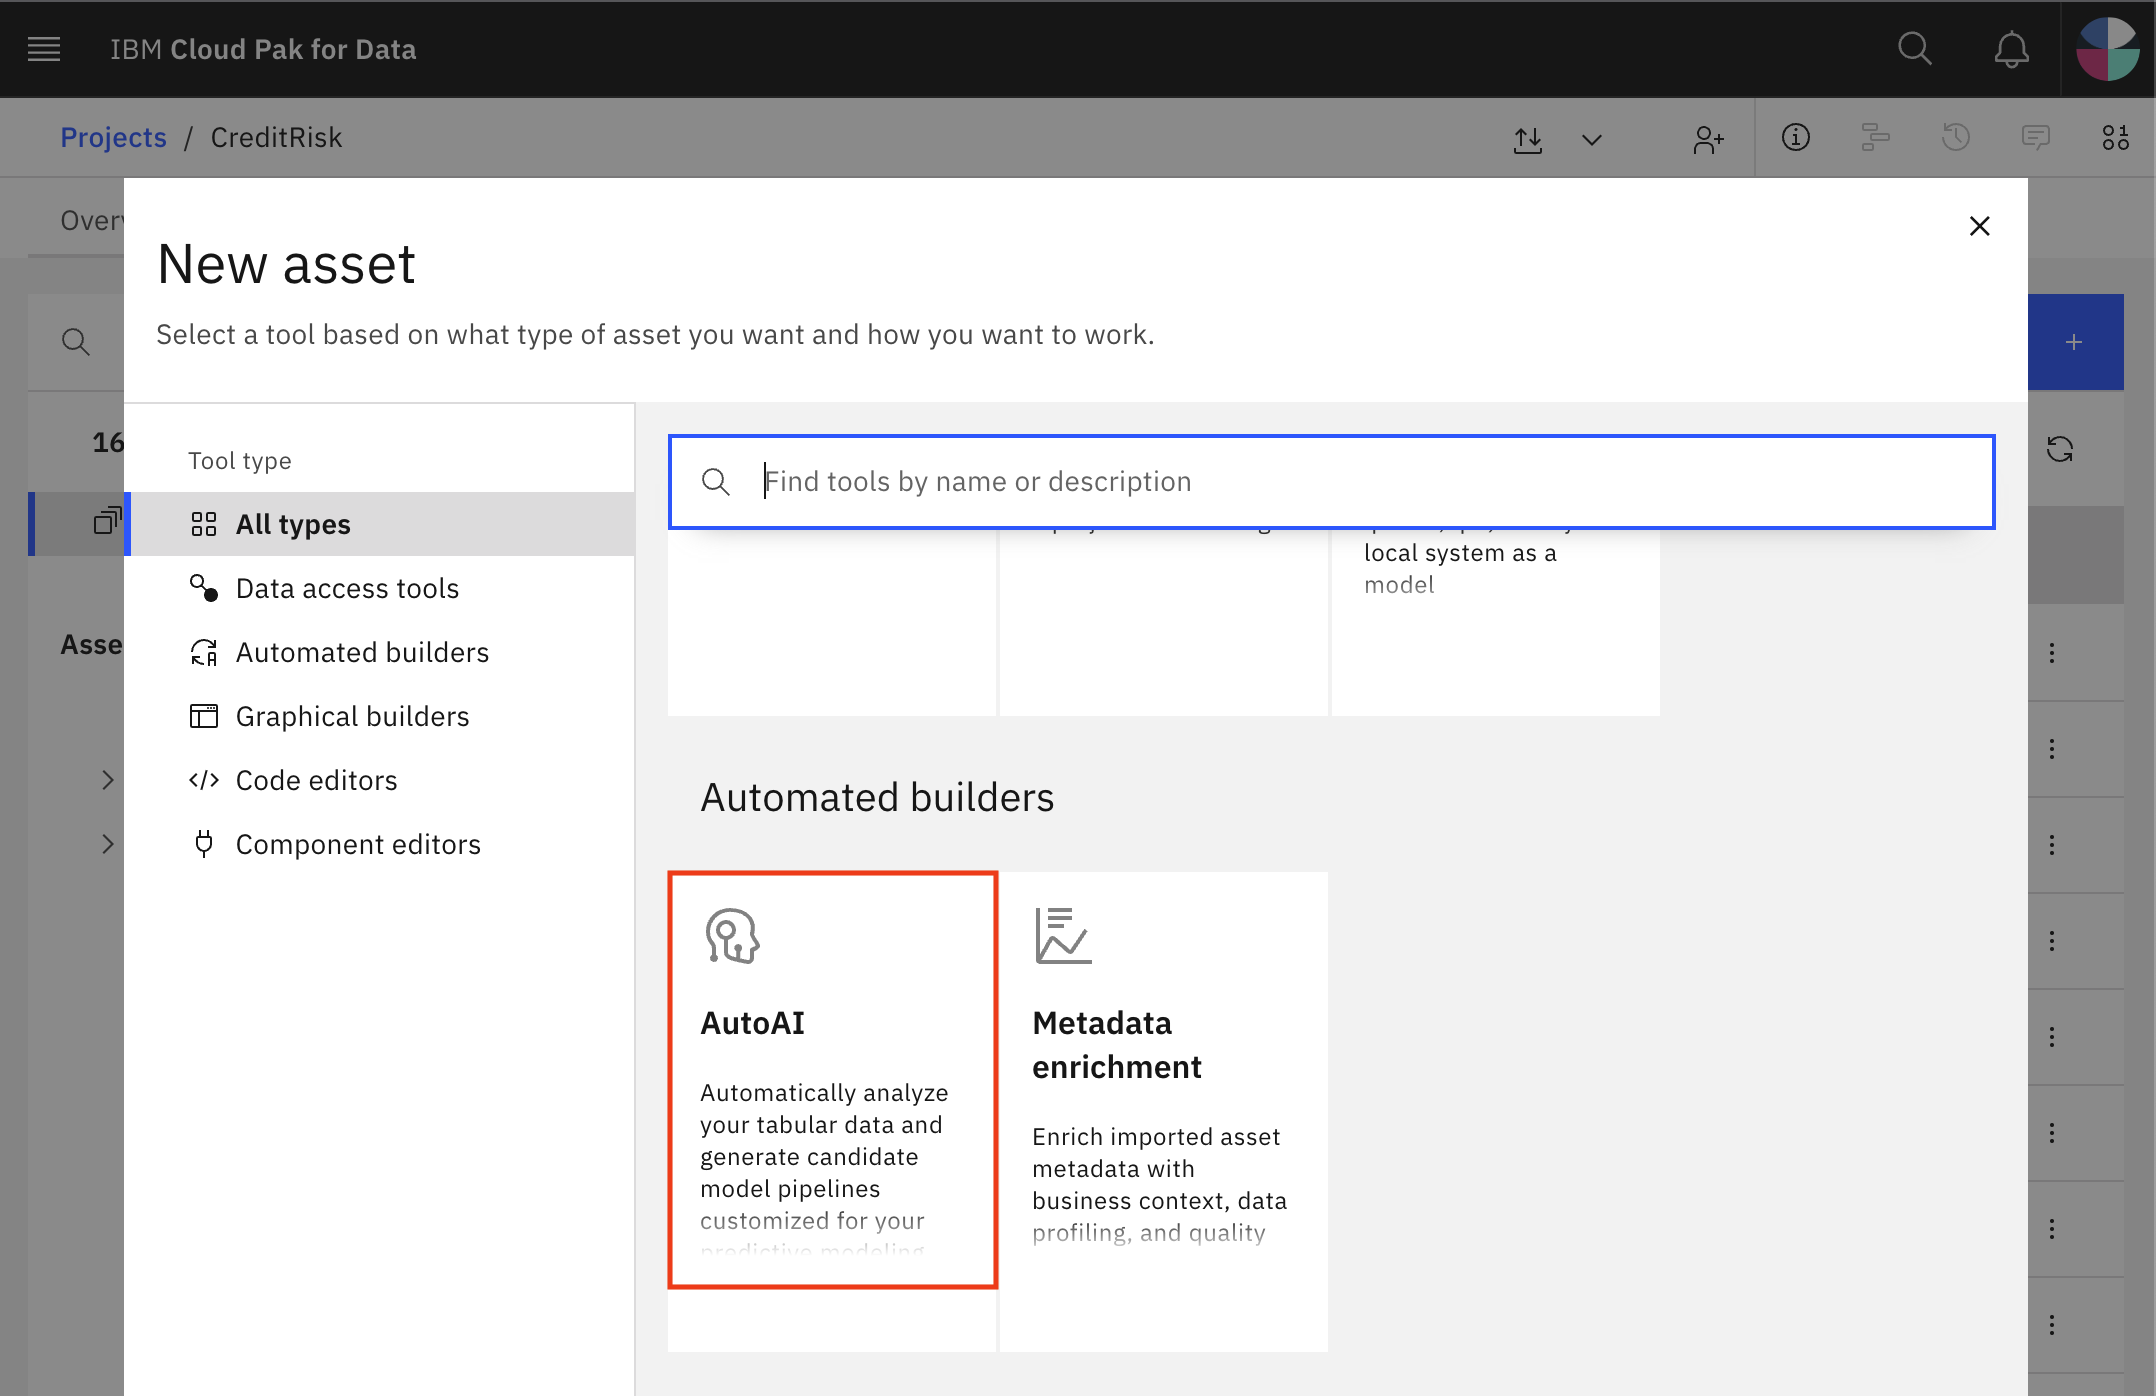 IBM Cloud Pak for Data
Projects / CreditRisk
New asset
Select a tool based on what type of asset you want and how you want to work.
16
Tool type
All types
Data access tools
Automated builders
Graphical builders
Code editors
Component editors
Asse
Find tools by name or description
local system as a
model
Automated builders
AutoAI
Automatically analyze
your tabular data and
generate candidate
model pipelines
customized for your
predictive modeling
Metadata
enrichment
Enrich imported asset
metadata with
business context, data
profiling, and quality